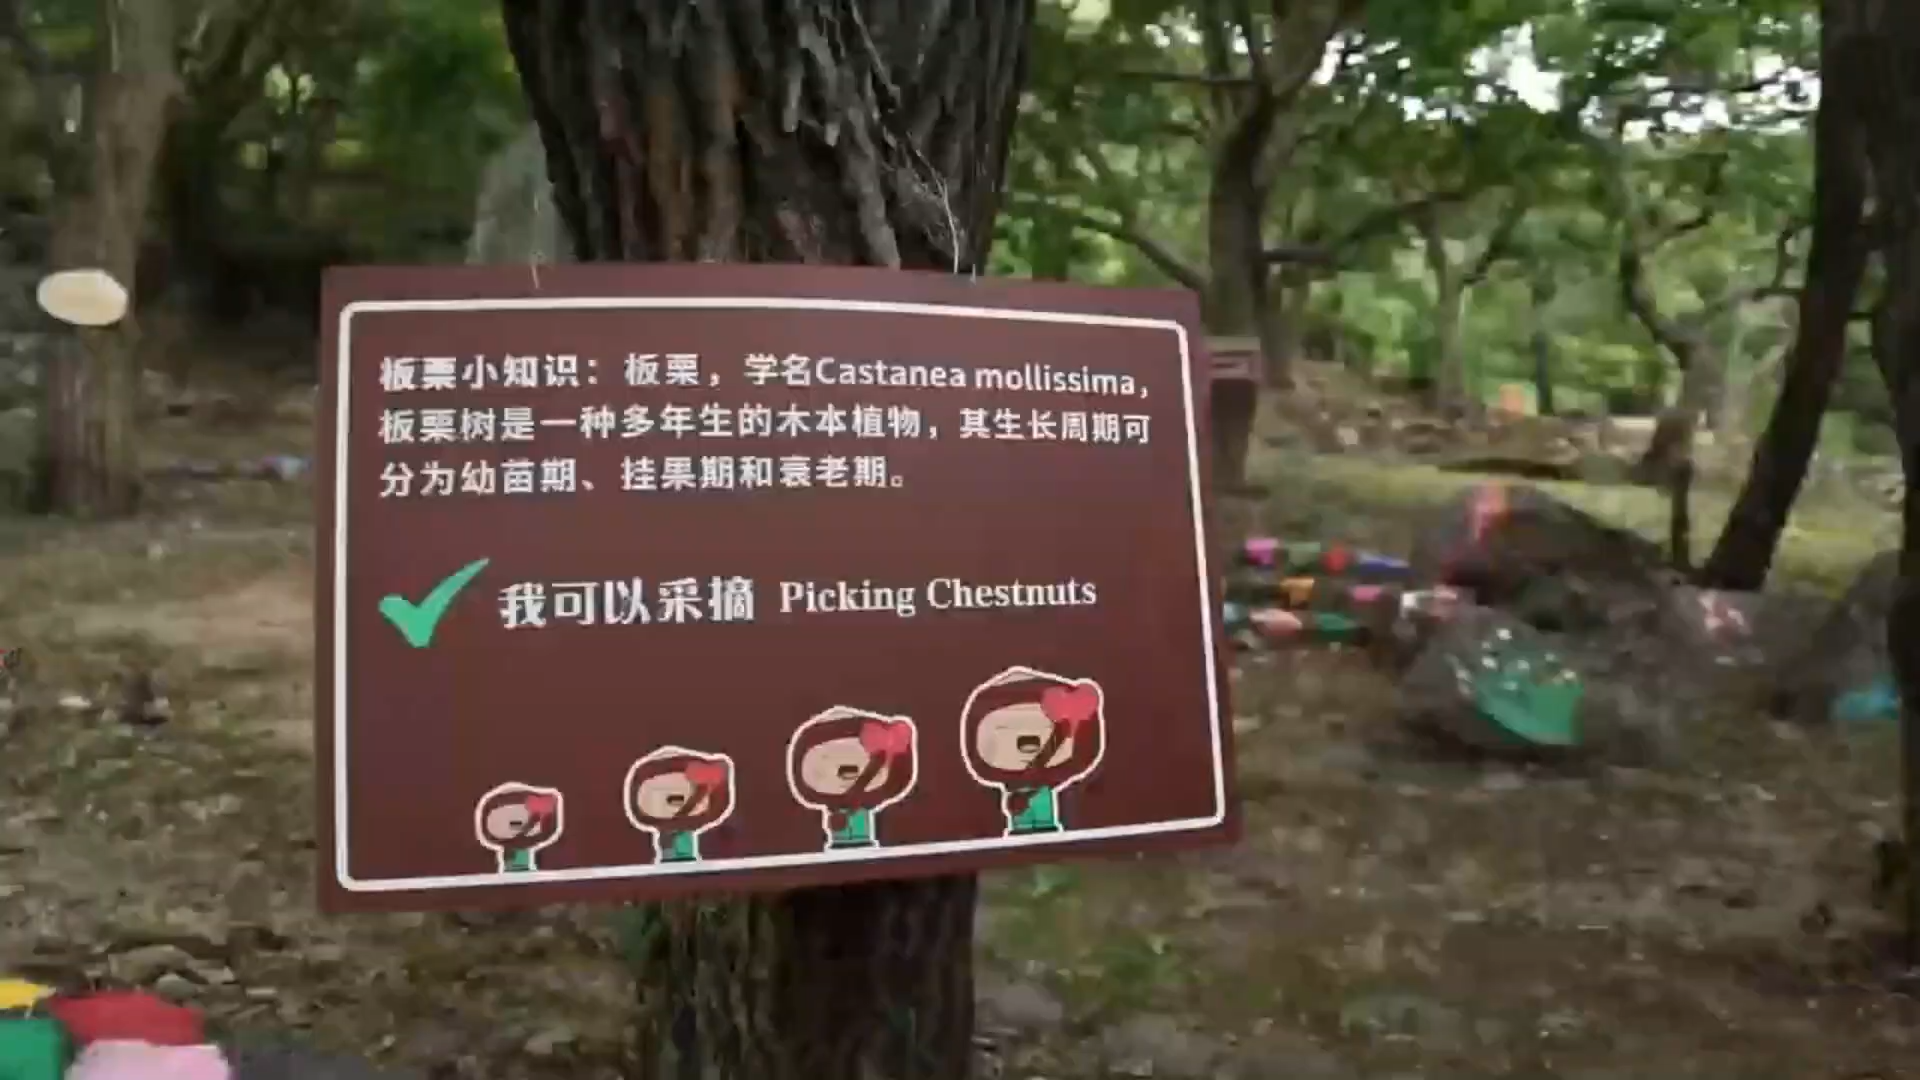 板栗小知识：板栗，学名Castanea mollissima，
板栗树是一种多年生的木本植物，其生长周期可
分为幼苗期、挂果期和衰老期。
我可以采摘 Picking Chestnuts